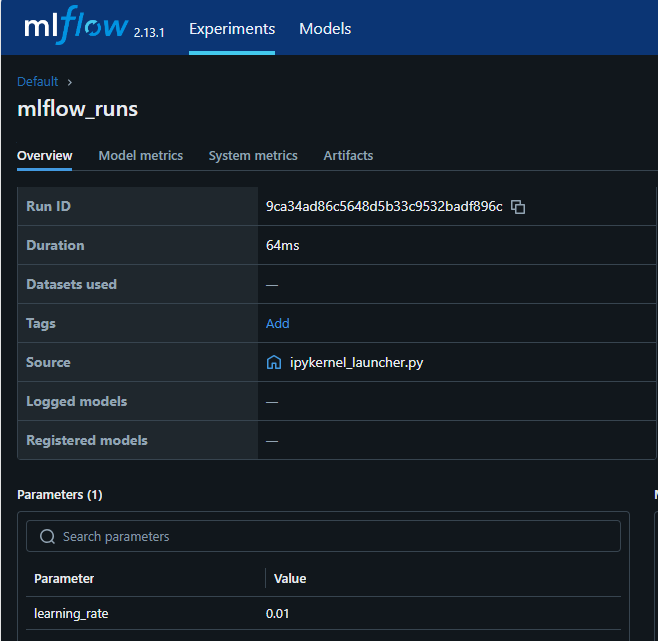 mlflow 2.13.1 Experiments Models
Default ›
mlflow_runs
Overview Model metrics System metrics Artifacts
Run ID 9ca34ad86c5648d5b33c9532badf896c
Duration 64ms
Datasets used —
Tags Add
Source ipykernel_launcher.py
Logged models —
Registered models —
Parameters (1)
Search parameters
Parameter Value
learning_rate 0.01